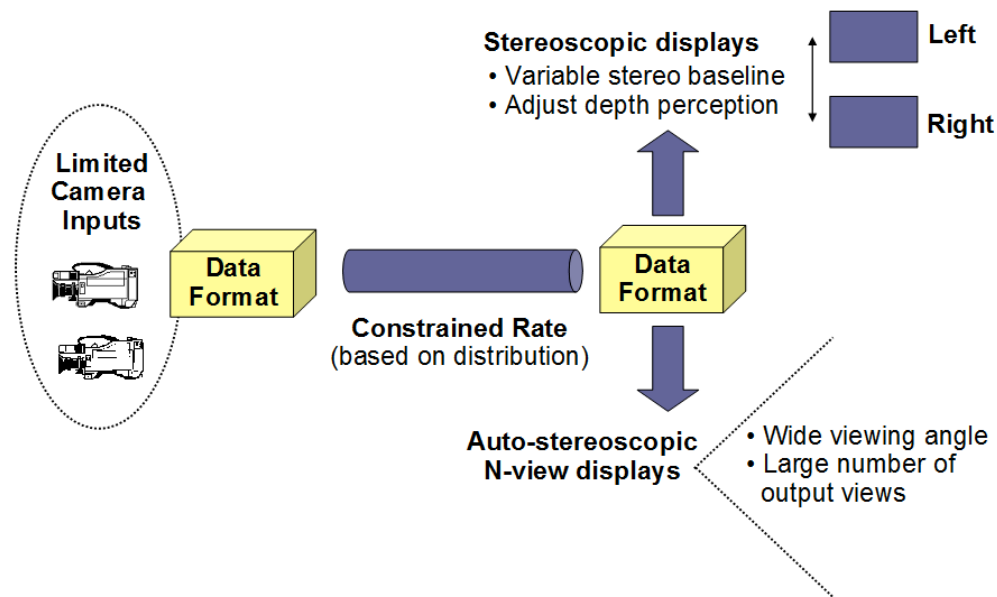 Stereoscopic displays
• Variable stereo baseline
• Adjust depth perception
Left
Right
Limited
Camera
Inputs
Data
Format
Constrained Rate
(based on distribution)
Data
Format
Auto-stereoscopic
N-view displays
• Wide viewing angle
• Large number of
output views